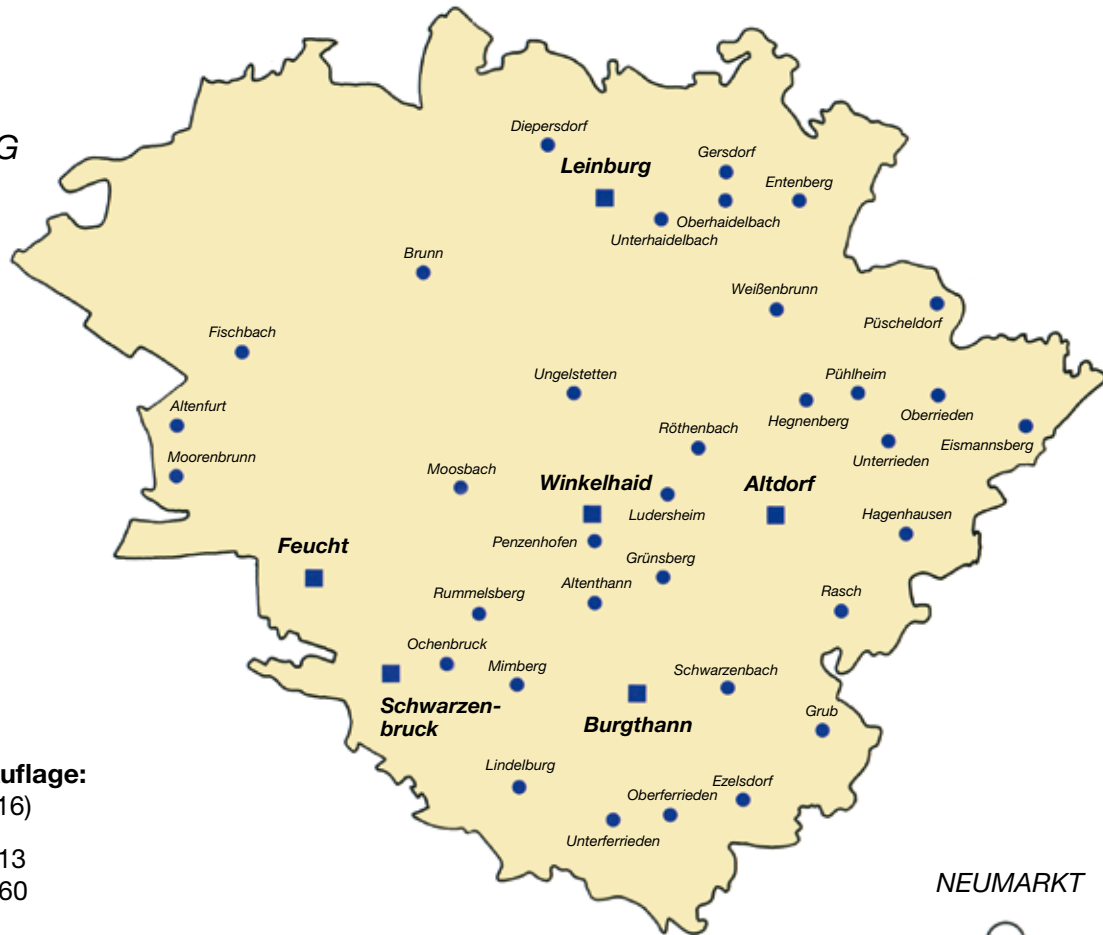 G
Diepersdorf
Leinburg
Gersdorf
Entenberg
Oberhaidelbach
Unterhaidelbach
Brunn
Weißenbrunn
Püscheldorf
Fischbach
Ungelstetten
Pühlheim
Hegnenberg
Oberrieden
Altenfurt
Röthenbach
Eismannsberg
Unterrieden
Moorenbrunn
Moosbach
Winkelhaid
Altdorf
Ludersheim
Hagenhausen
Feucht
Penzenhofen
Grünsberg
Altenthann
Rummelsberg
Rasch
Ochenbruck
Mimberg
Schwarzenbach
Schwarzen-
bruck
Burgthann
Grub
Lindelburg
Ezelsdorf
Oberferrieden
Unterferrieden
uflage:
16)
13
60
NEUMARKT